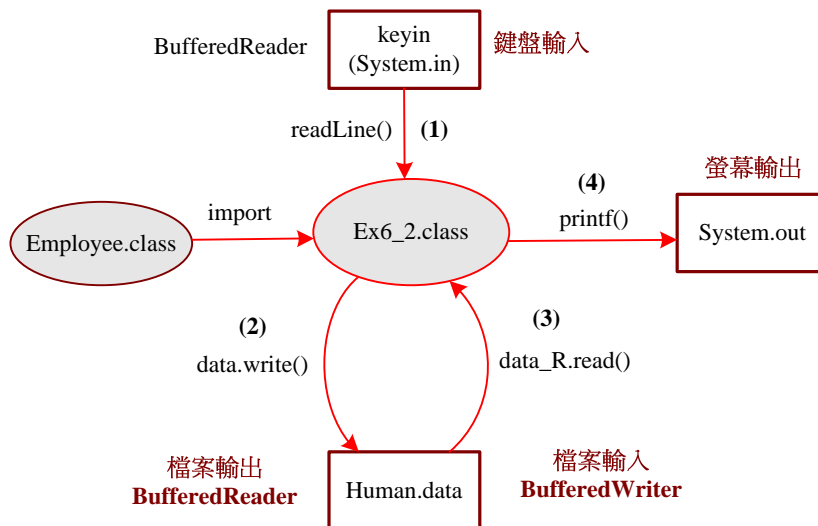 BufferedReader
keyin
(System.in)
鍵盤輸入
readLine()
(1)
螢幕輸出
(4)
import
printf()
Employee.class
Ex6_2.class
System.out
(2)
data.write()
(3)
data_R.read()
檔案輸出
BufferedReader
Human.data
檔案輸入
BufferedWriter